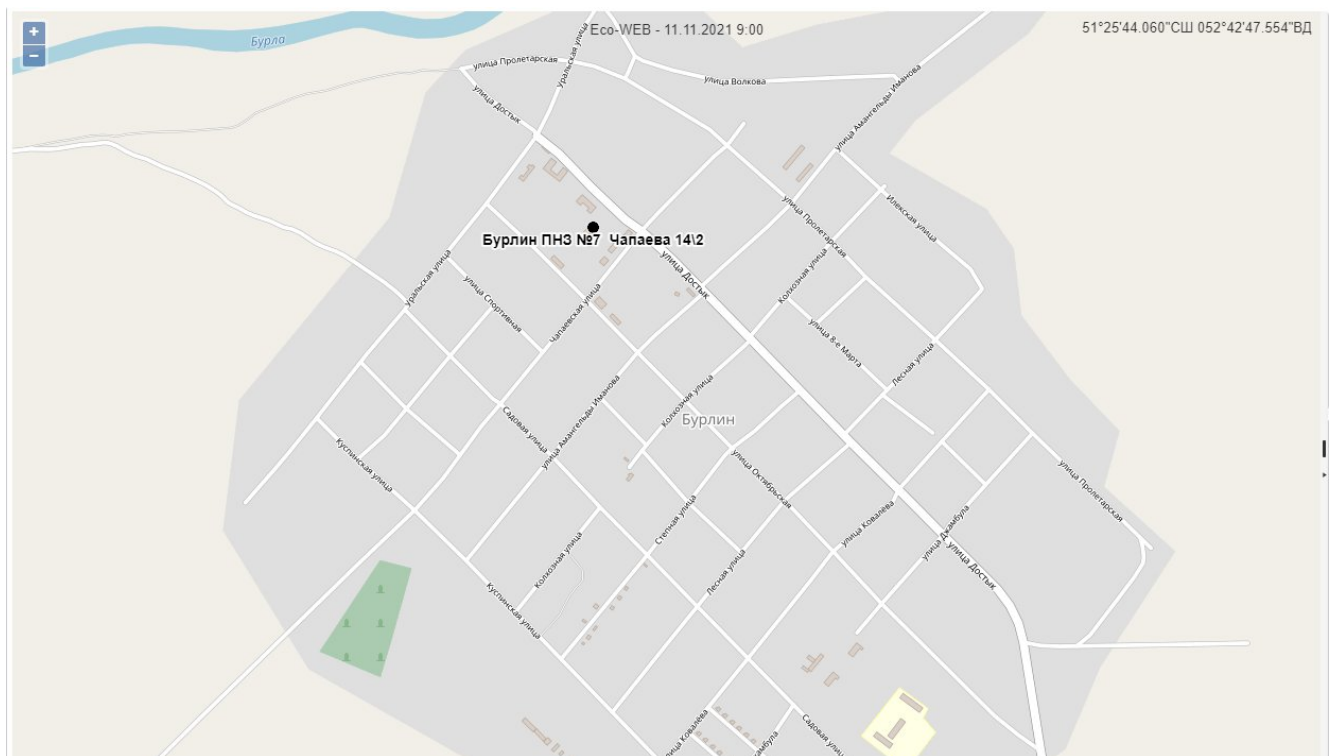 +
Eco-WEB - 11.11.2021 9:00
51°25'44.060"СШ 052°42'47.554"ВД
−
Бурла
улица Пролетарская
Уральская улица
улица Волкова
улица Достык
улица Амангельды Иманова
улица Пролетарская
Илекская улица
Бурлин ПНЗ №7 Чапаева 14\2
Уральская улица
улица Достык
Колхозная улица
улица Спортивная
Чапаевская улица
улица 8-е Марта
Лесная улица
Колхозная улица
улица Амангельды Иманова
Садовая улица
Бурлин
Куспинская улица
улица Октябрьская
улица Пролетарская
Степная улица
улица Ковалёва
улица Джамбула
Колхозная улица
Лесная улица
улица Достык
Куспинская улица
улица Ковалёва
Садовая улица